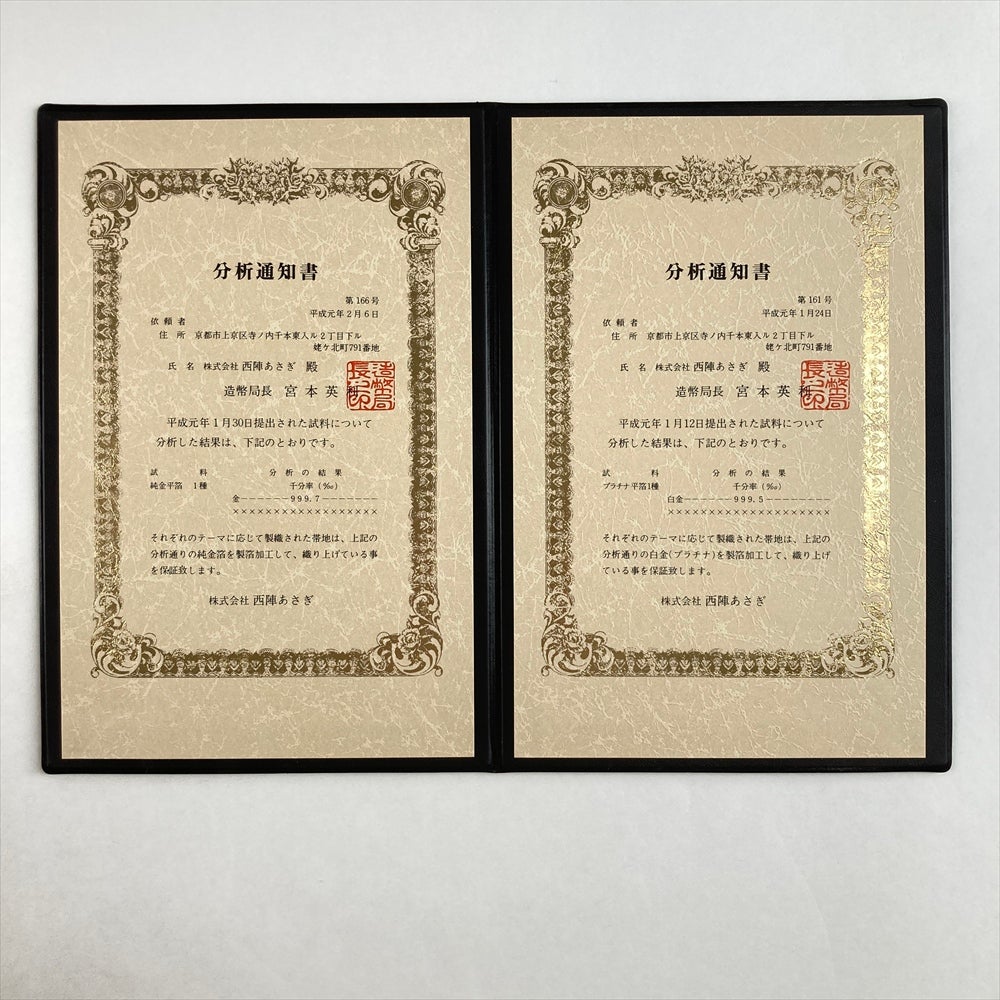 分析通知書
第 166 号
平成元年 2 月 6 日
依 頼 者
住 所 京都市上京区寺ノ内千本東入ル 2 丁目下ル
姥ケ北町791番地
氏 名 株式会社 西陣あさぎ 殿
造幣局長 宮 本 英 利
造幣局長之印
平成元年 1 月30日提出された試料について
分析した結果は、下記のとおりです。
試 料 分 析 の 結 果
純金平箔 1 種 千分率 (‰)
金－－－－－－999.7－－－－－－－－
××××××××××××××××××
それぞれのテーマに応じて製織された帯地は、上記の
分析通りの純金箔を製箔加工して、織り上げている事
を保証致します。
株式会社 西陣あさぎ
分析通知書
第 161 号
平成元年 1 月24日
依 頼 者
住 所 京都市上京区寺ノ内千本東入ル 2 丁目下ル
姥ケ北町791番地
氏 名 株式会社 西陣あさぎ 殿
造幣局長 宮 本 英 利
造幣局長之印
平成元年 1 月12日提出された試料について
分析した結果は、下記のとおりです。
試 料 分 析 の 結 果
プラチナ平箔1種 千分率 (‰)
白金－－－－－－999.5－－－－－－－－
××××××××××××××××××
それぞれのテーマに応じて製織された帯地は、上記の
分析通りの白金(プラチナ)を製箔加工して、織り上げ
ている事を保証致します。
株式会社 西陣あさぎ